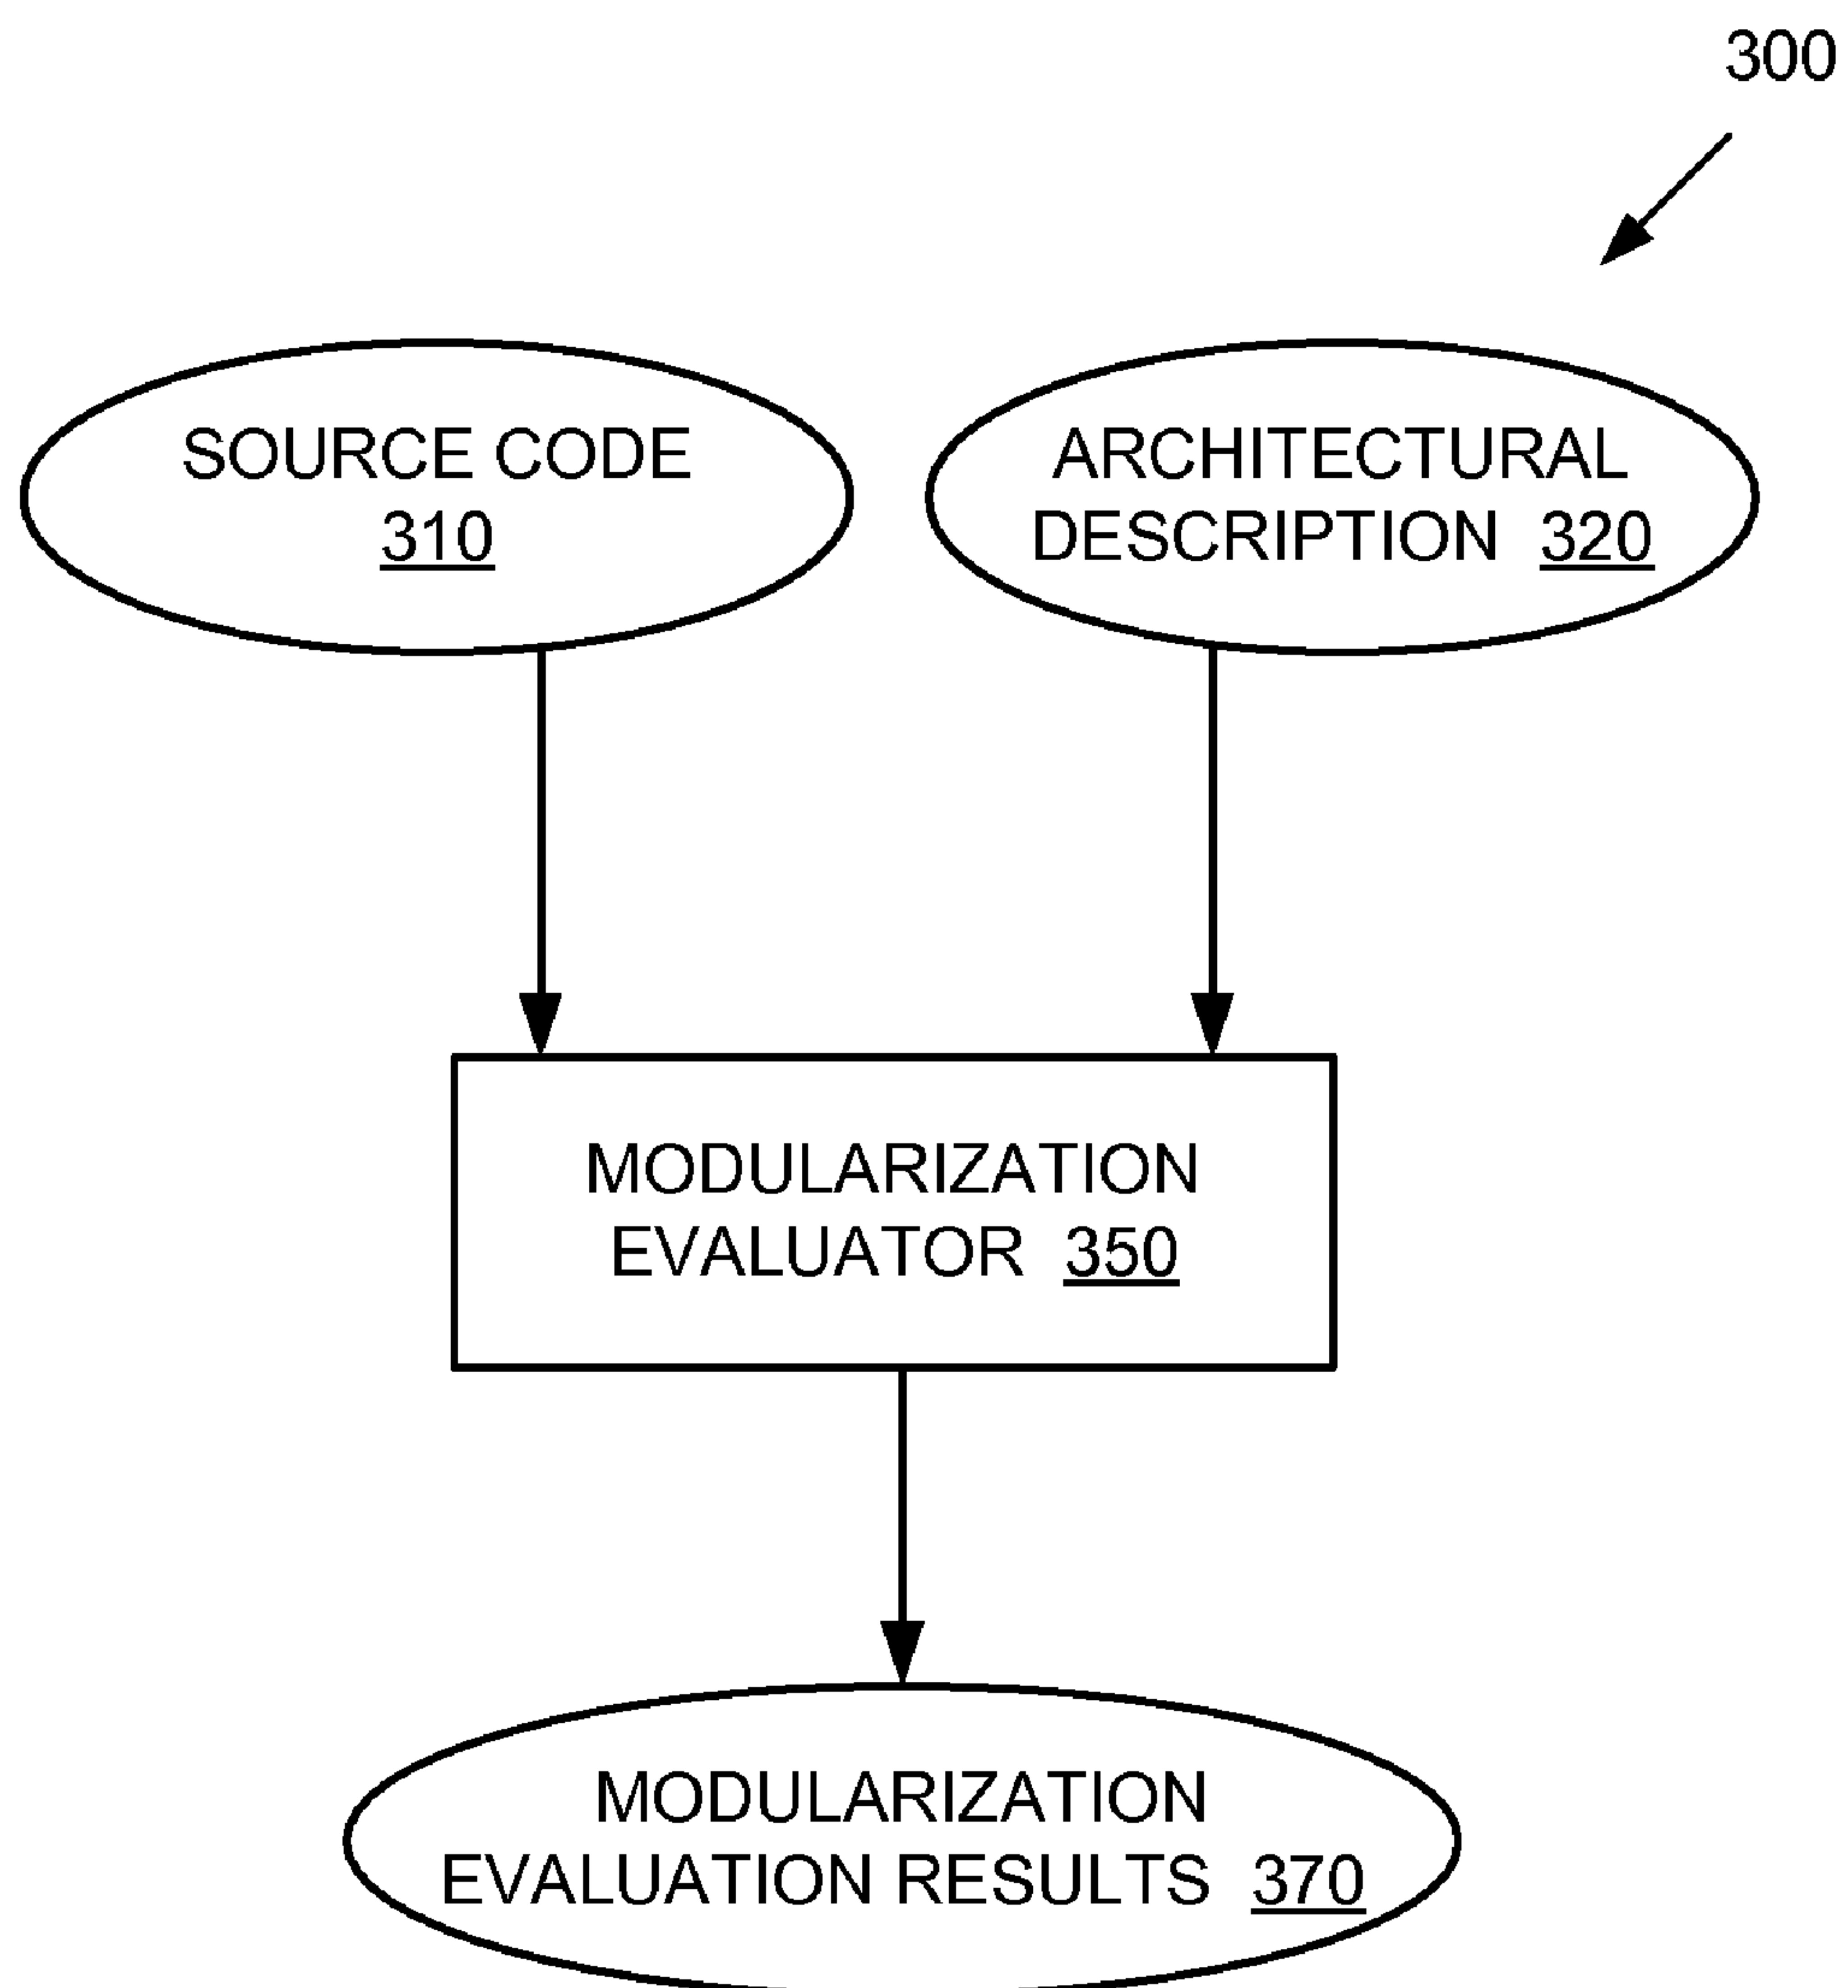 300
SOURCE CODE
310
ARCHITECTURAL
DESCRIPTION 320
MODULARIZATION
EVALUATOR 350
MODULARIZATION
EVALUATION RESULTS 370